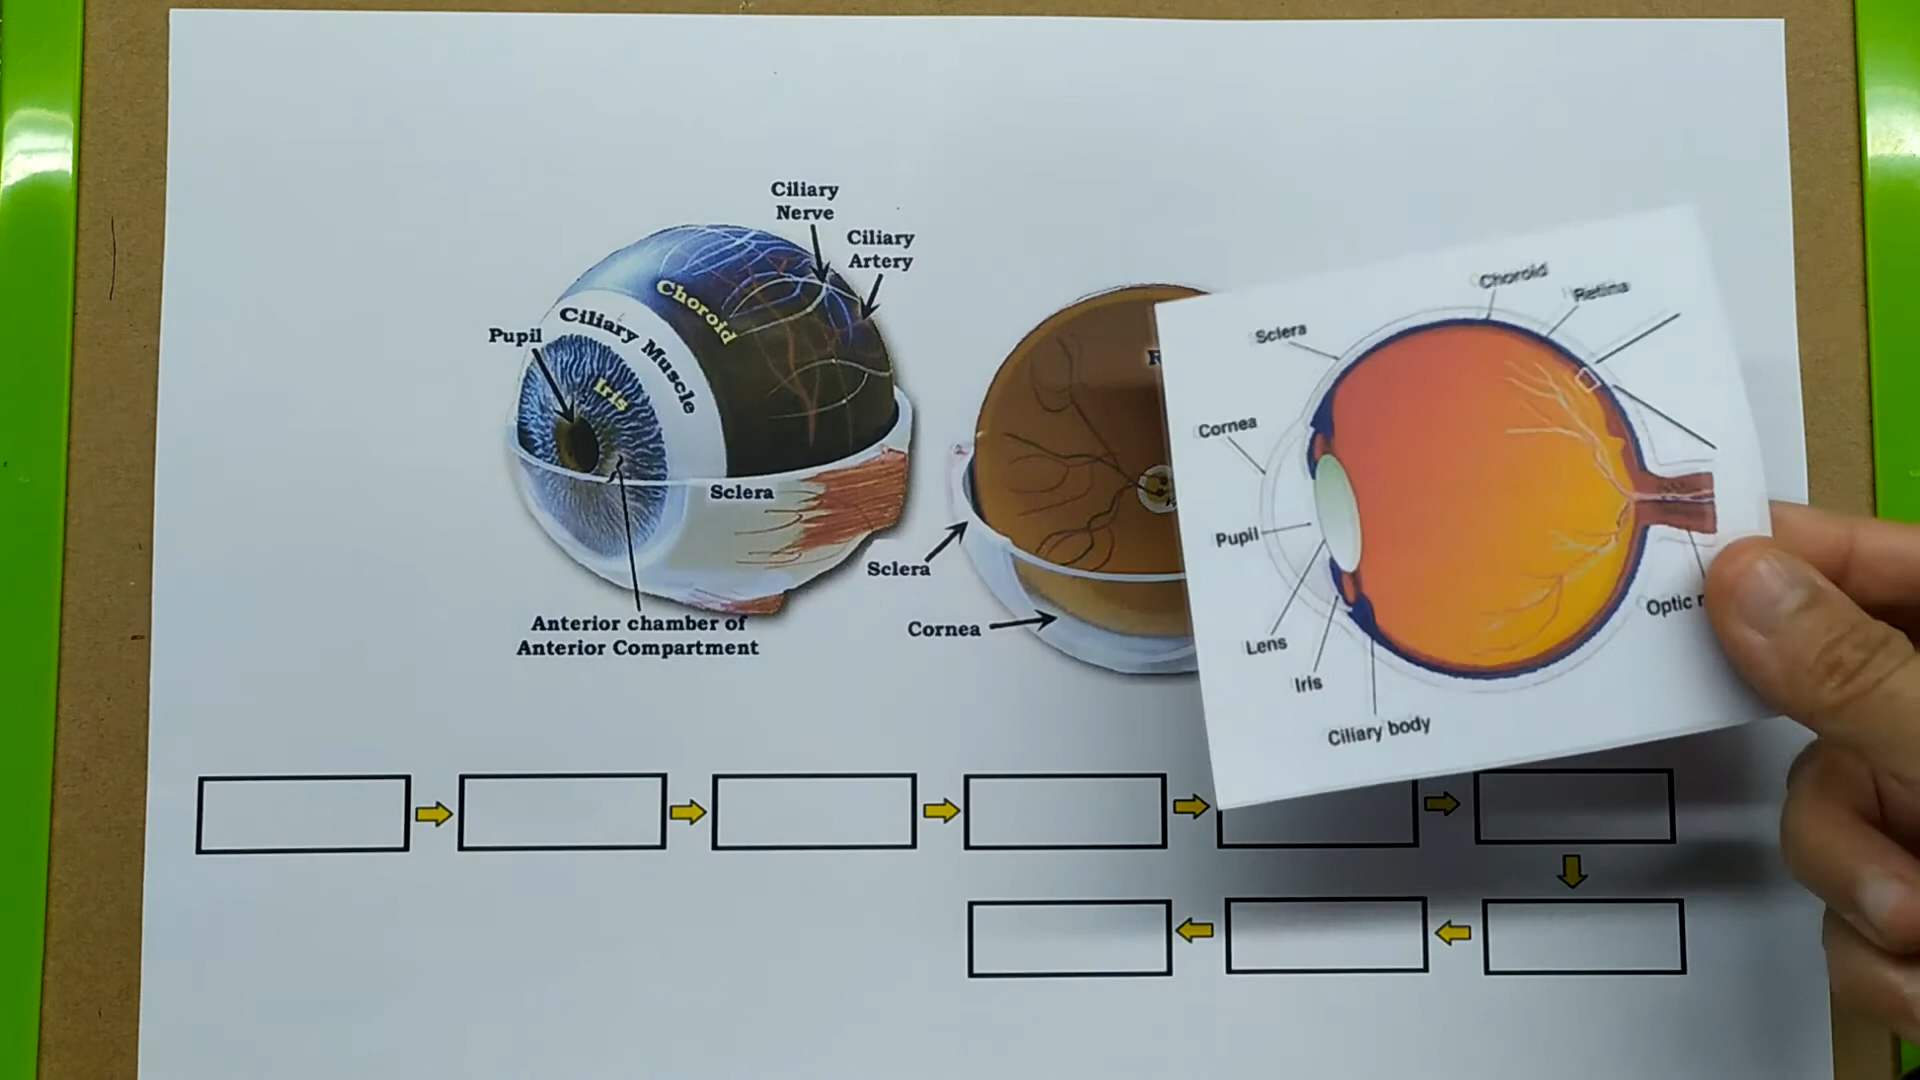 Ciliary
Nerve
Ciliary
Artery
Choroid
Ciliary Muscle
Pupil
Iris
Sclera
Anterior chamber of
Anterior Compartment
Sclera
Cornea
Choroid
Retina
Sclera
Cornea
Pupil
Lens
Iris
Ciliary body
Optic